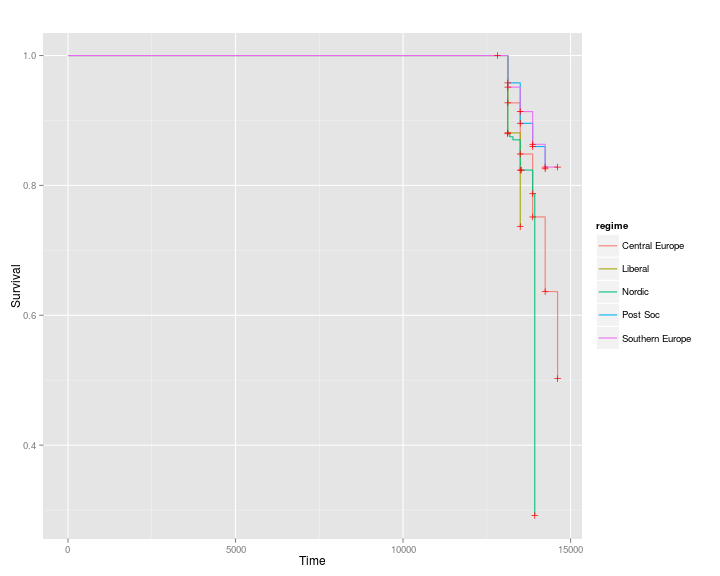 1.0
0.8
0.6
0.4
Survival
0
5000
10000
15000
Time
regime
Central Europe
Liberal
Nordic
Post Soc
Southern Europe